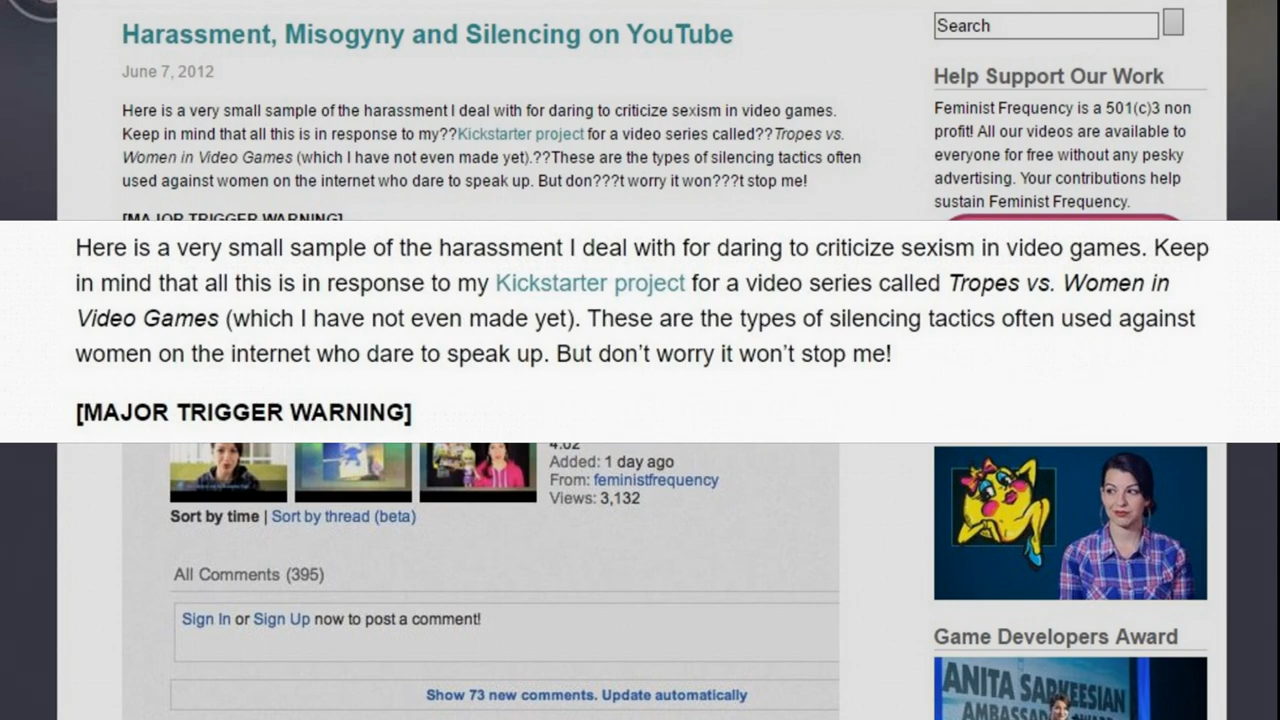 Harassment, Misogyny and Silencing on YouTube
June 7, 2012
Here is a very small sample of the harassment I deal with for daring to criticize sexism in video games.
Keep in mind that all this is in response to my??Kickstarter project for a video series called??Tropes vs.
Women in Video Games (which I have not even made yet).??These are the types of silencing tactics often
used against women on the internet who dare to speak up. But don???t worry it won???t stop me!
[MAJOR TRIGGER WARNING]
Search
Help Support Our Work
Feminist Frequency is a 501(c)3 non
profit! All our videos are available to
everyone for free without any pesky
advertising. Your contributions help
sustain Feminist Frequency.
Here is a very small sample of the harassment I deal with for daring to criticize sexism in video games. Keep
in mind that all this is in response to my Kickstarter project for a video series called Tropes vs. Women in
Video Games (which I have not even made yet). These are the types of silencing tactics often used against
women on the internet who dare to speak up. But don’t worry it won’t stop me!
[MAJOR TRIGGER WARNING]
4:02
Added: 1 day ago
From: feministfrequency
Views: 3,132
Sort by time | Sort by thread (beta)
All Comments (395)
Sign In or Sign Up now to post a comment!
Show 73 new comments. Update automatically
Game Developers Award
ANITA SARKEESIAN
AMBASSADOR